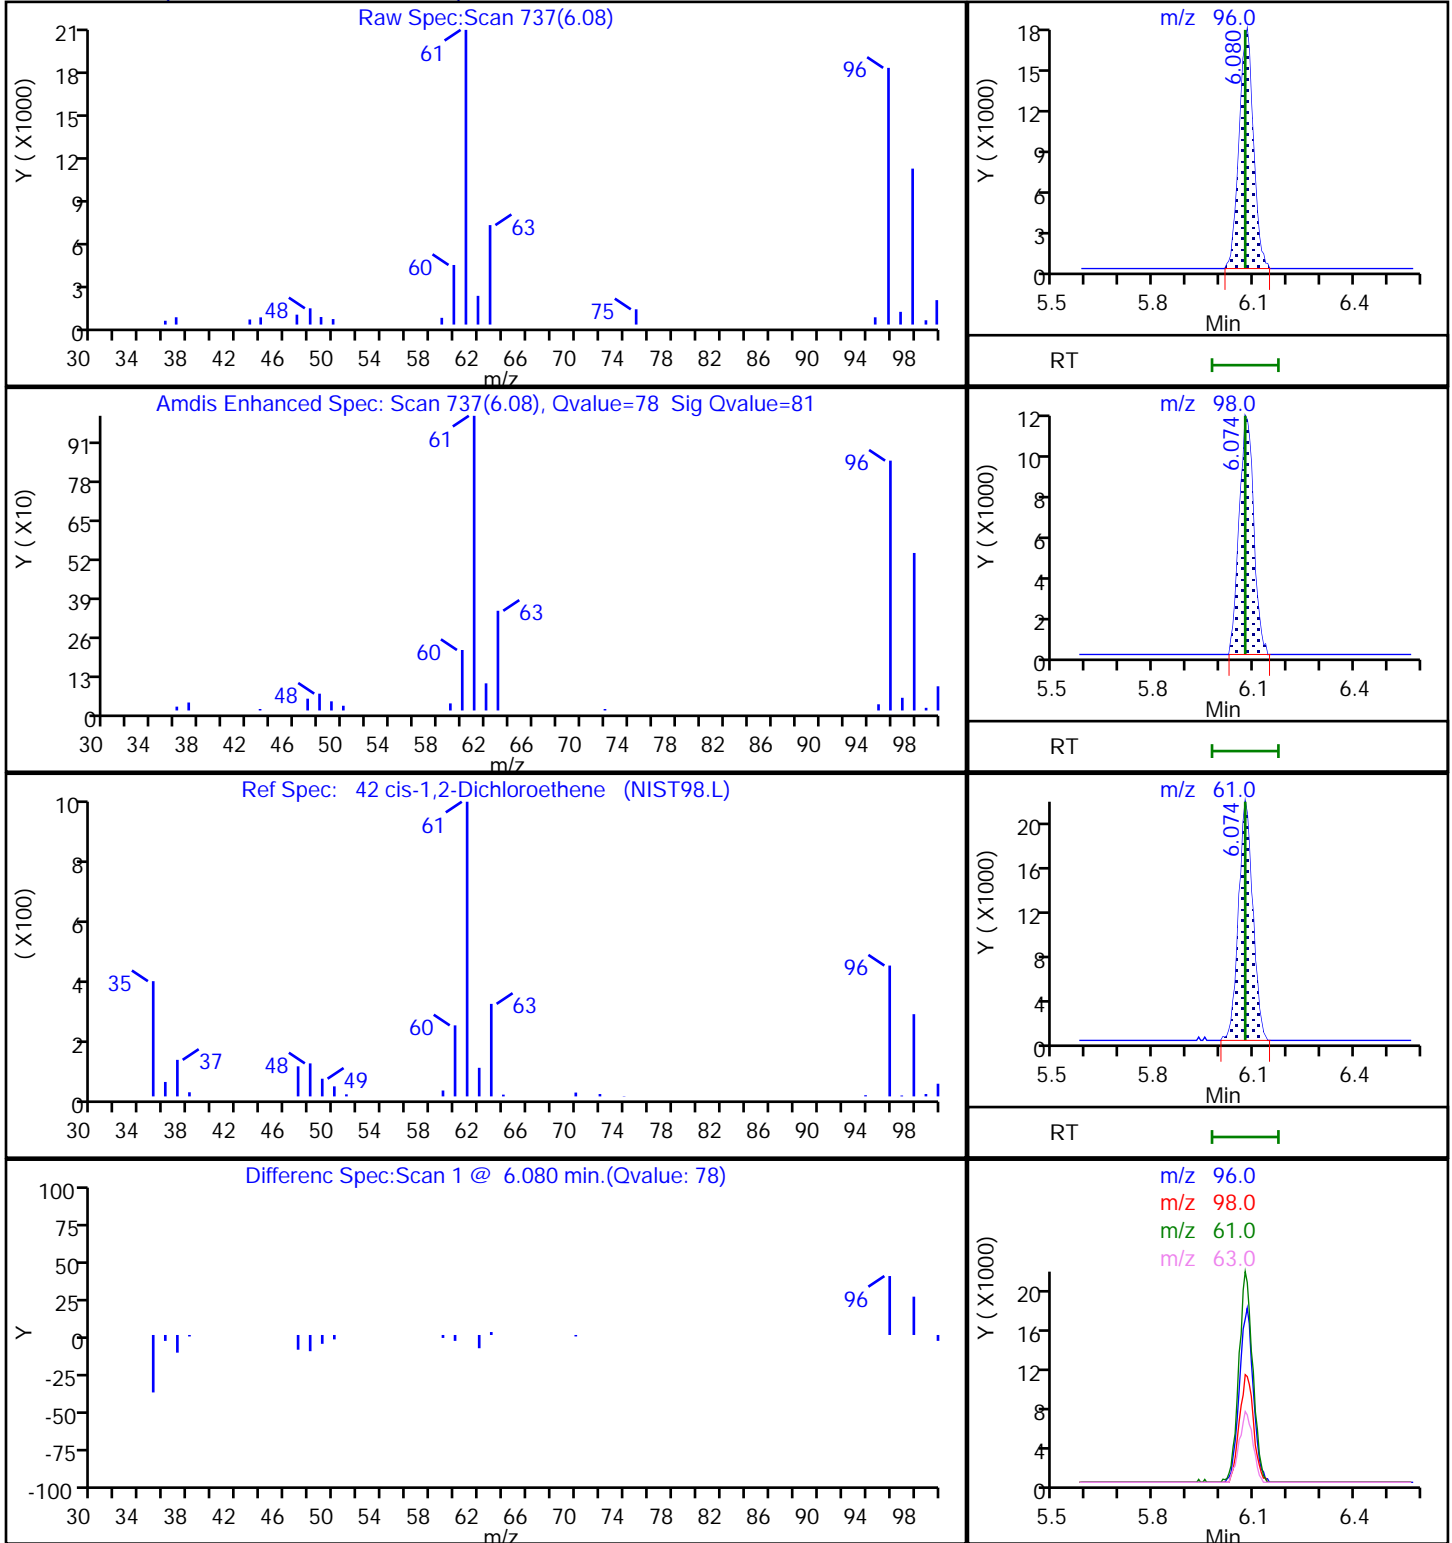 Raw Spec:Scan 737(6.08)
Y ( X1000)
21
18
15
12
9
6
3
0
61
96
63
60
48
75
30 34 38 42 46 50 54 58 62 66 70 74 78 82 86 90 94 98
m/z
m/z 96.0
Y ( X1000)
18
15
12
9
6
3
0
6.080
5.5 5.8 6.1 6.4
Min
RT
Amdis Enhanced Spec: Scan 737(6.08), Qvalue=78 Sig Qvalue=81
Y ( X10)
91
78
65
52
39
26
13
0
61
96
63
60
48
30 34 38 42 46 50 54 58 62 66 70 74 78 82 86 90 94 98
m/z
m/z 98.0
Y ( X1000)
12
10
8
6
4
2
0
6.074
5.5 5.8 6.1 6.4
Min
RT
Ref Spec: 42 cis-1,2-Dichloroethene (NIST98.L)
( X100)
10
8
6
4
2
0
61
35
96
60
63
37
48
49
30 34 38 42 46 50 54 58 62 66 70 74 78 82 86 90 94 98
m/z 61.0
Y ( X1000)
20
16
12
8
4
0
6.074
5.5 5.8 6.1 6.4
Min
RT
Differenc Spec:Scan 1 @ 6.080 min.(Qvalue: 78)
Y
100
75
50
25
0
-25
-50
-75
-100
96
30 34 38 42 46 50 54 58 62 66 70 74 78 82 86 90 94 98
m/z
m/z 96.0
m/z 98.0
m/z 61.0
m/z 63.0
Y ( X1000)
20
16
12
8
4
0
5.5 5.8 6.1 6.4
Min